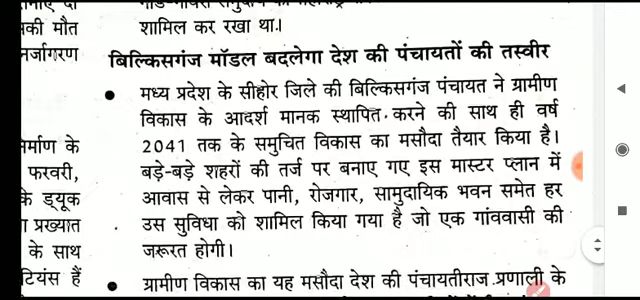 की मौत
शामिल कर रखा था।
नर्जागरण
बिल्किसगंज मॉडल बदलेगा देश की पंचायतों की तस्वीर
• मध्य प्रदेश के सीहोर जिले की बिल्किसगंज पंचायत ने ग्रामीण
विकास के आदर्श मानक स्थापित करने की साथ ही वर्ष
2041 तक के समुचित विकास का मसौदा तैयार किया है।
बड़े-बड़े शहरों की तर्ज पर बनाए गए इस मास्टर प्लान में
आवास से लेकर पानी, रोजगार, सामुदायिक भवन समेत हर
उस सुविधा को शामिल किया गया है जो एक गांववासी की
जरूरत होगी।
• ग्रामीण विकास का यह मसौदा देश की पंचायतीराज प्रणाली के
र्माण के
फरवरी,
के ड्यूक
प्रख्यात
के साथ
टियंस हैं